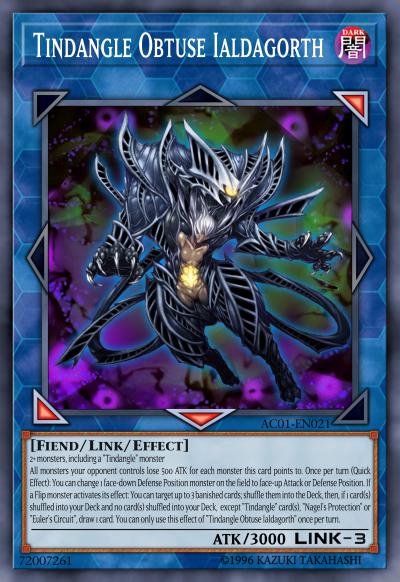 TINDANGLE OBTUSE IALDAGORTH
DARK
闇
AC01-EN021
[FIEND/LINK/EFFECT]
2+ monsters, including a "Tindangle" monster
All monsters your opponent controls lose 500 ATK for each monster this card points to. Once per turn (Quick
Effect): You can change 1 face-down Defense Position monster on the field to face-up Attack or Defense Position. If
a Flip monster activates its effect: You can target up to 3 banished cards; shuffle them into the Deck, then, if 1 card(s)
shuffled into your Deck and no card(s) shuffled into your Deck, except "Tindangle" card(s), "Nagel's Protection" or
"Euler's Circuit", draw 1 card. You can only use this effect of "Tindangle Obtuse Ialdagorth" once per turn.
ATK/3000 LINK-3
72007261
©1996 KAZUKI TAKAHASHI